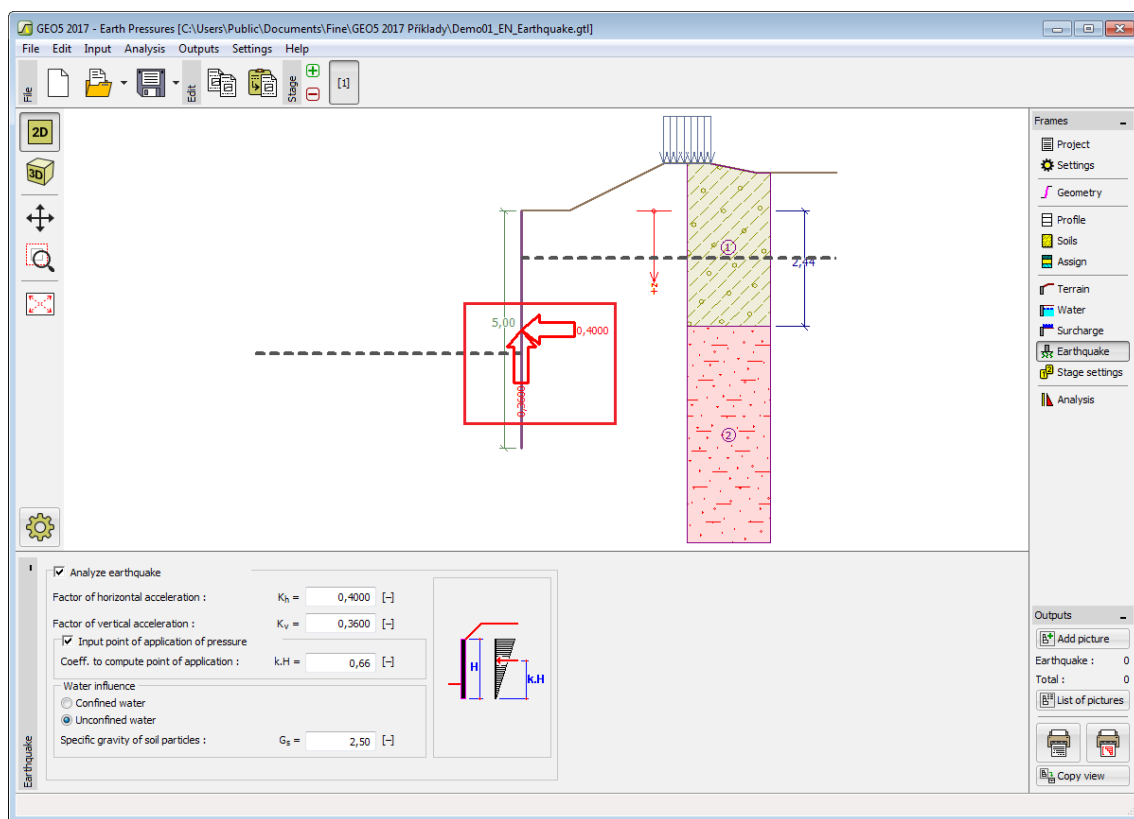 GEO5 2017 - Earth Pressures [C:\Users\Public\Documents\Fine\GEO5 2017 Příklady\Demo01_EN_Earthquake.gtl]
File Edit Input Analysis Outputs Settings Help
File
Edit
Stage
[1]
2D
3D
5,00
0,4000
0,3600
+z
1
2,44
2
Frames
Project
Settings
Geometry
Profile
Soils
Assign
Terrain
Water
Surcharge
Earthquake
Stage settings
Analysis
Earthquake
Analyze earthquake
Factor of horizontal acceleration : Kh = 0,4000 [–]
Factor of vertical acceleration : Kv = 0,3600 [–]
Input point of application of pressure
Coeff. to compute point of application : k.H = 0,66 [–]
Water influence
Confined water
Unconfined water
Specific gravity of soil particles : Gs = 2,50 [–]
H
k.H
Outputs
Add picture
Earthquake : 0
Total : 0
List of pictures
Copy view